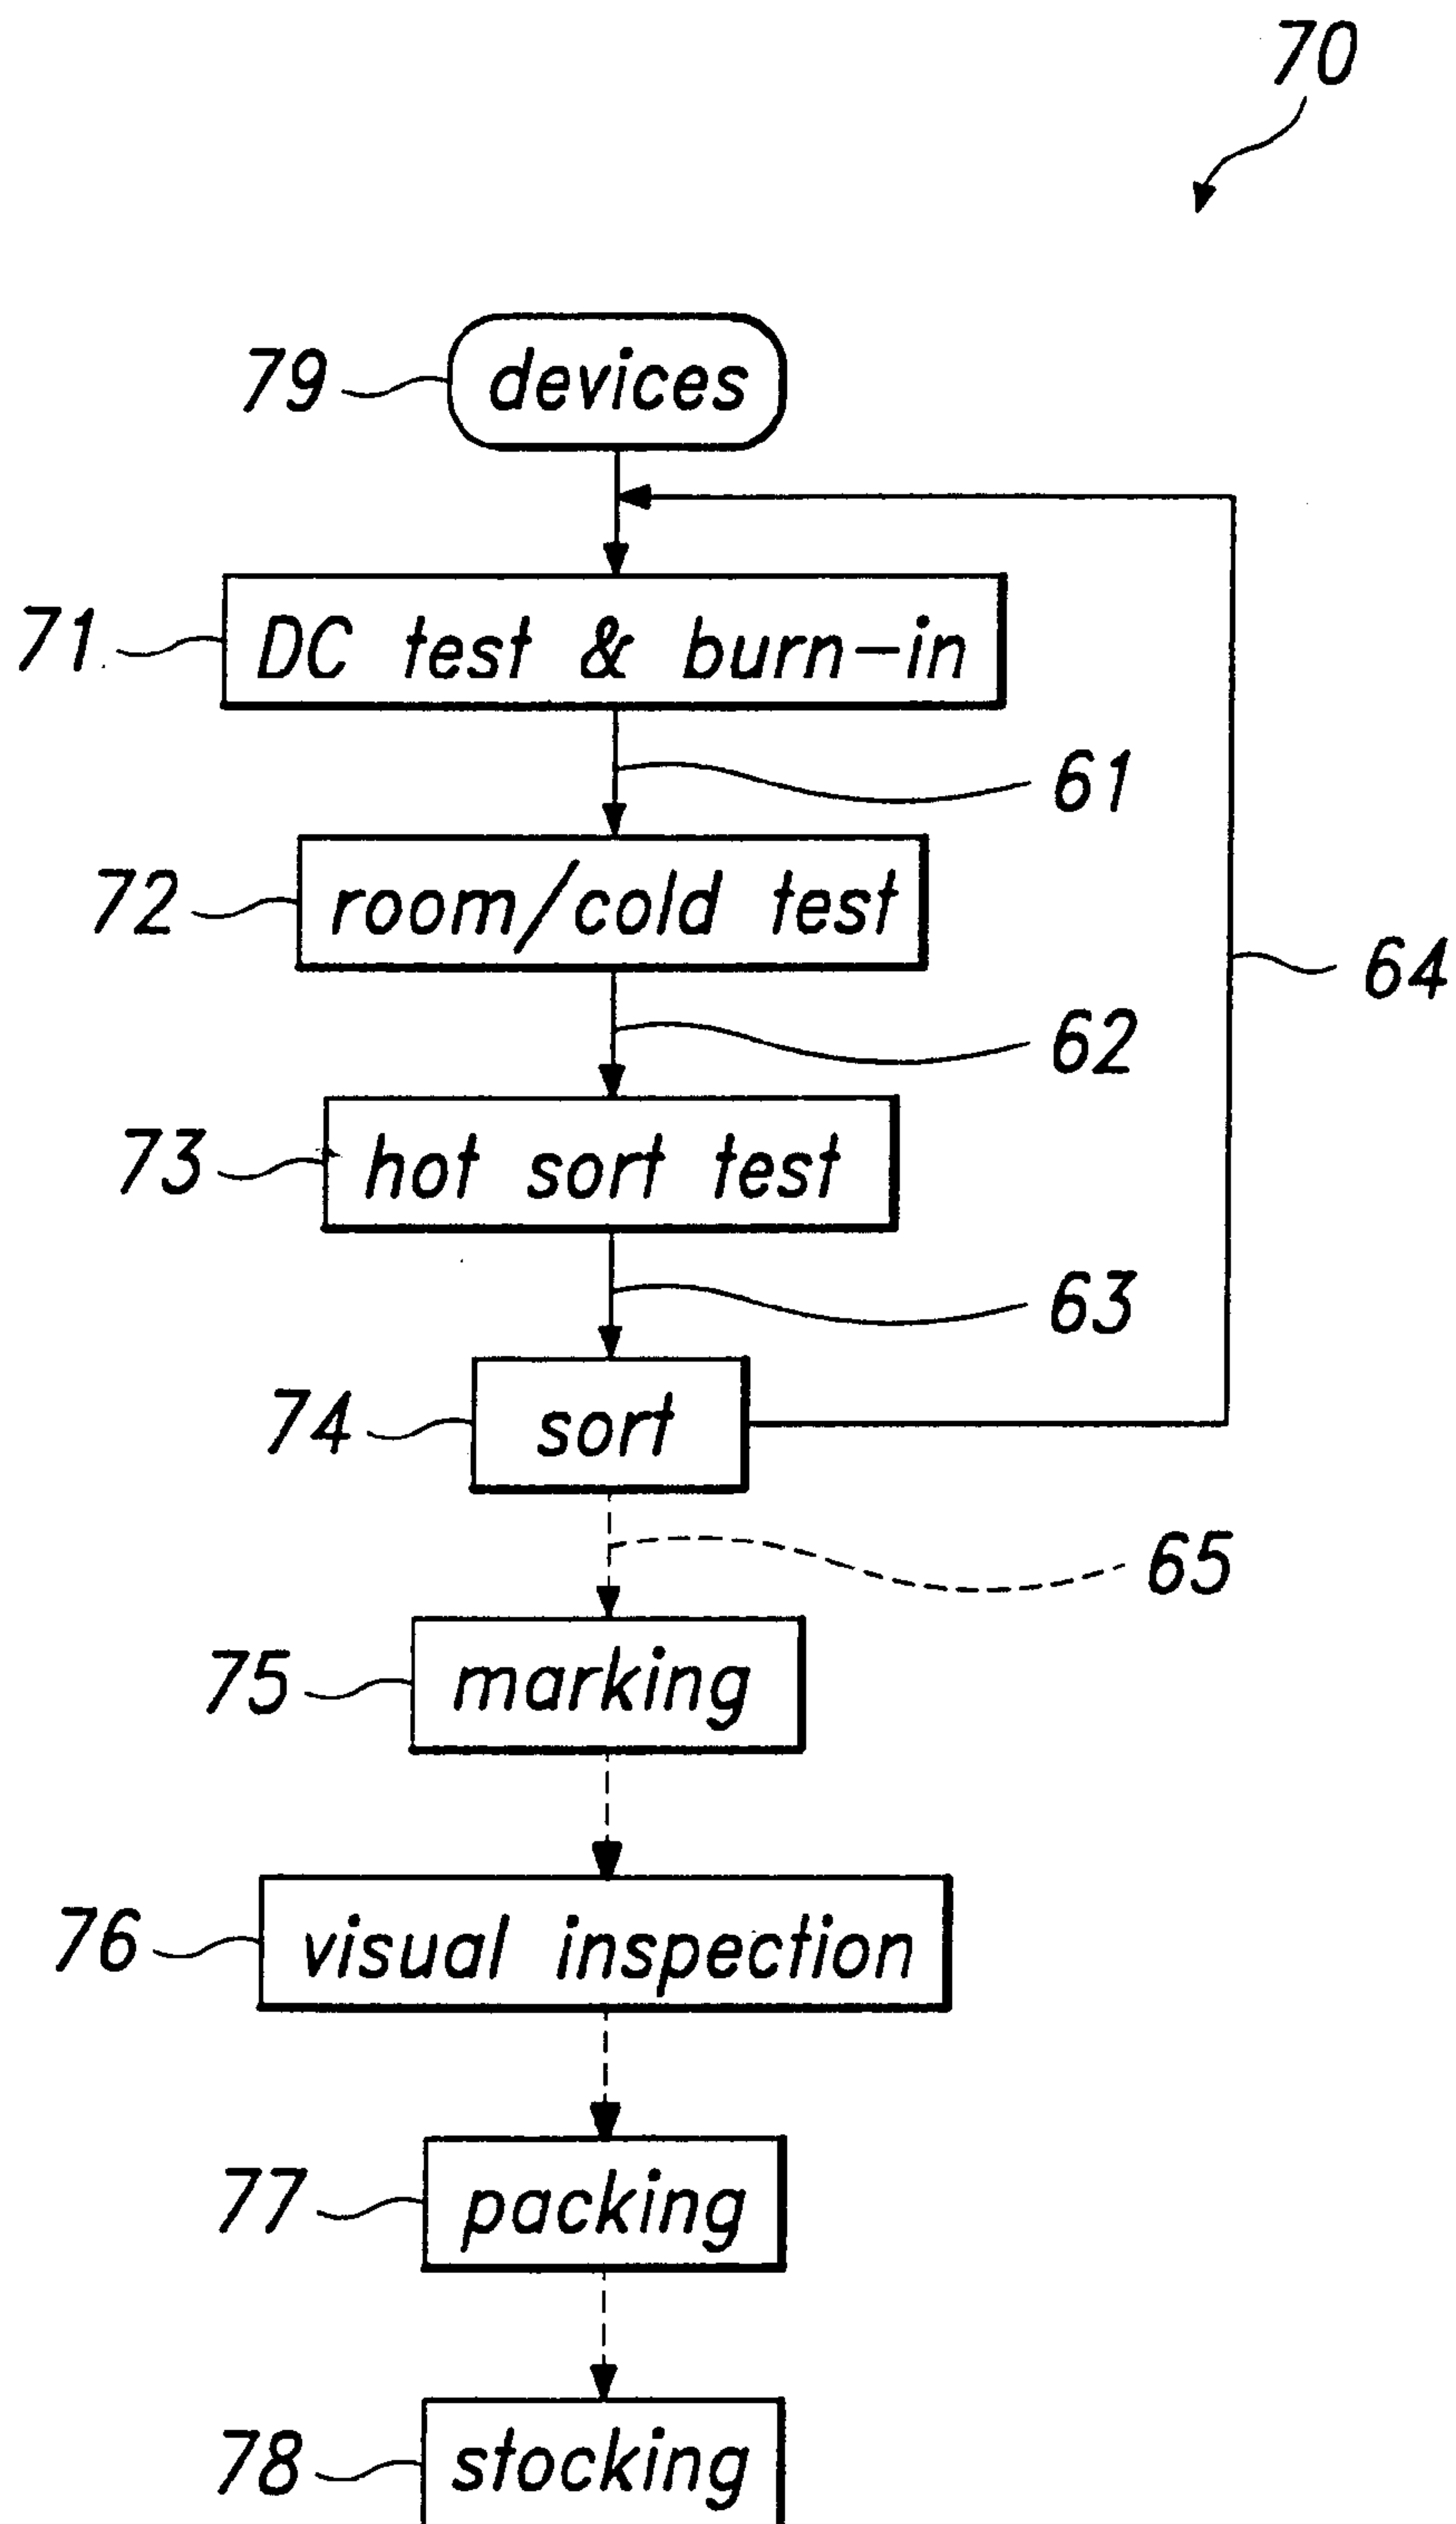 70
79 devices
71 DC test & burn-in
61
72 room/cold test
64
62
73 hot sort test
63
74 sort
65
75 marking
76 visual inspection
77 packing
78 stocking